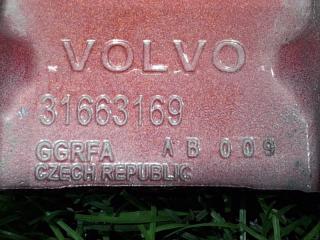 VOLVO
31663169
GGRFA AB 009
CZECH REPUBLIC